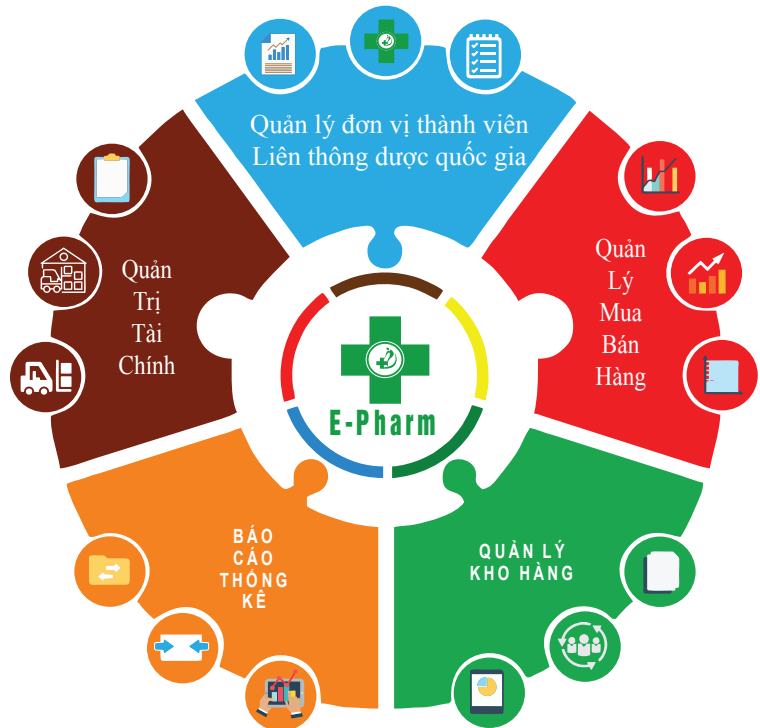 Quản lý đơn vị thành viên
Liên thông dược quốc gia
Quản
Trị
Tài
Chính
Quản
Lý
Mua
Bán
Hàng
E-Pharm
BÁO
CÁO
THỐNG
KÊ
QUẢN LÝ
KHO HÀNG